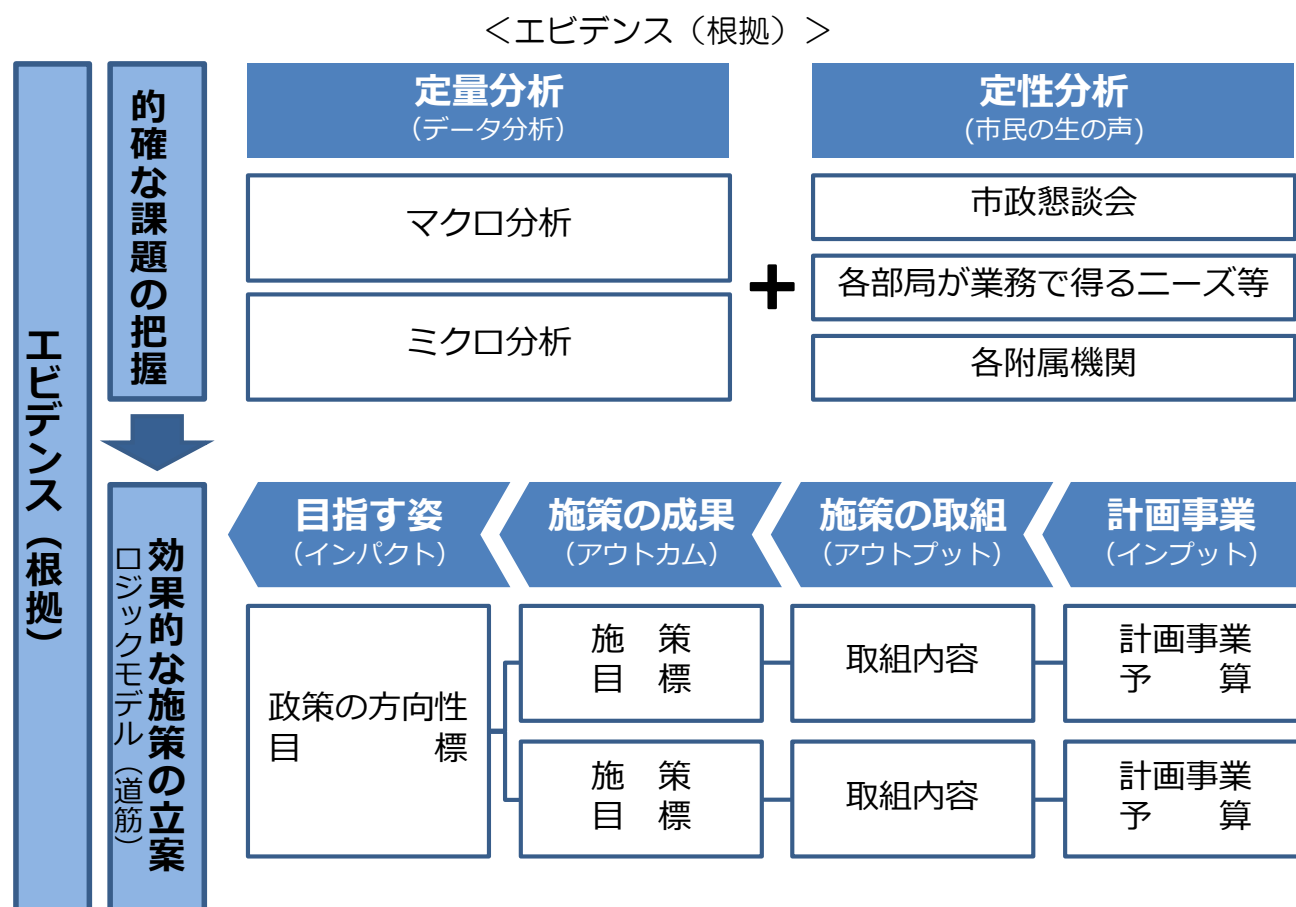 ＜エビデンス（根拠）＞
エビデンス（根拠）
的確な課題の把握
定量分析
（データ分析）
定性分析
(市民の生の声)
マクロ分析
ミクロ分析
＋
市政懇談会
各部局が業務で得るニーズ等
各附属機関
効果的な施策の立案
ロジックモデル（道筋）
目指す姿
（インパクト）
施策の成果
（アウトカム）
施策の取組
（アウトプット）
計画事業
（インプット）
政策の方向性
目　　　　標
施　策
目　標
取組内容
計画事業
予　　算
施　策
目　標
取組内容
計画事業
予　　算